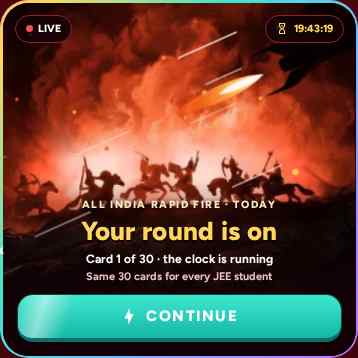 LIVE
19:43:19
ALL INDIA RAPID FIRE · TODAY
Your round is on
Card 1 of 30 · the clock is running
Same 30 cards for every JEE student
CONTINUE